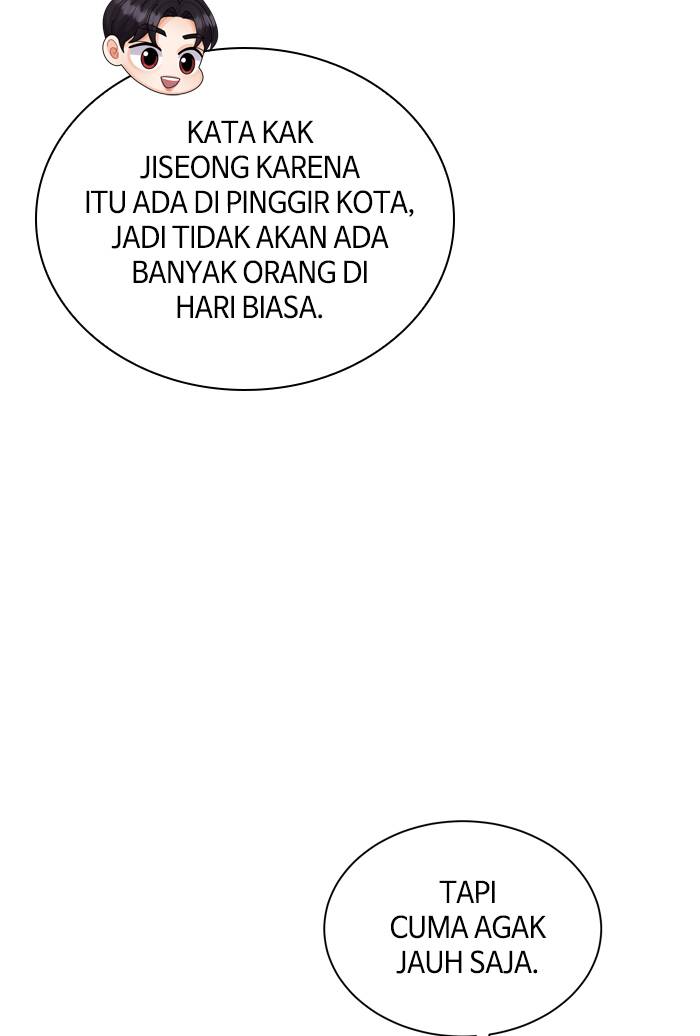 KATA KAK
JISEONG KARENA
ITU ADA DI PINGGIR KOTA,
JADI TIDAK AKAN ADA
BANYAK ORANG DI
HARI BIASA.
TAPI
CUMA AGAK
JAUH SAJA.